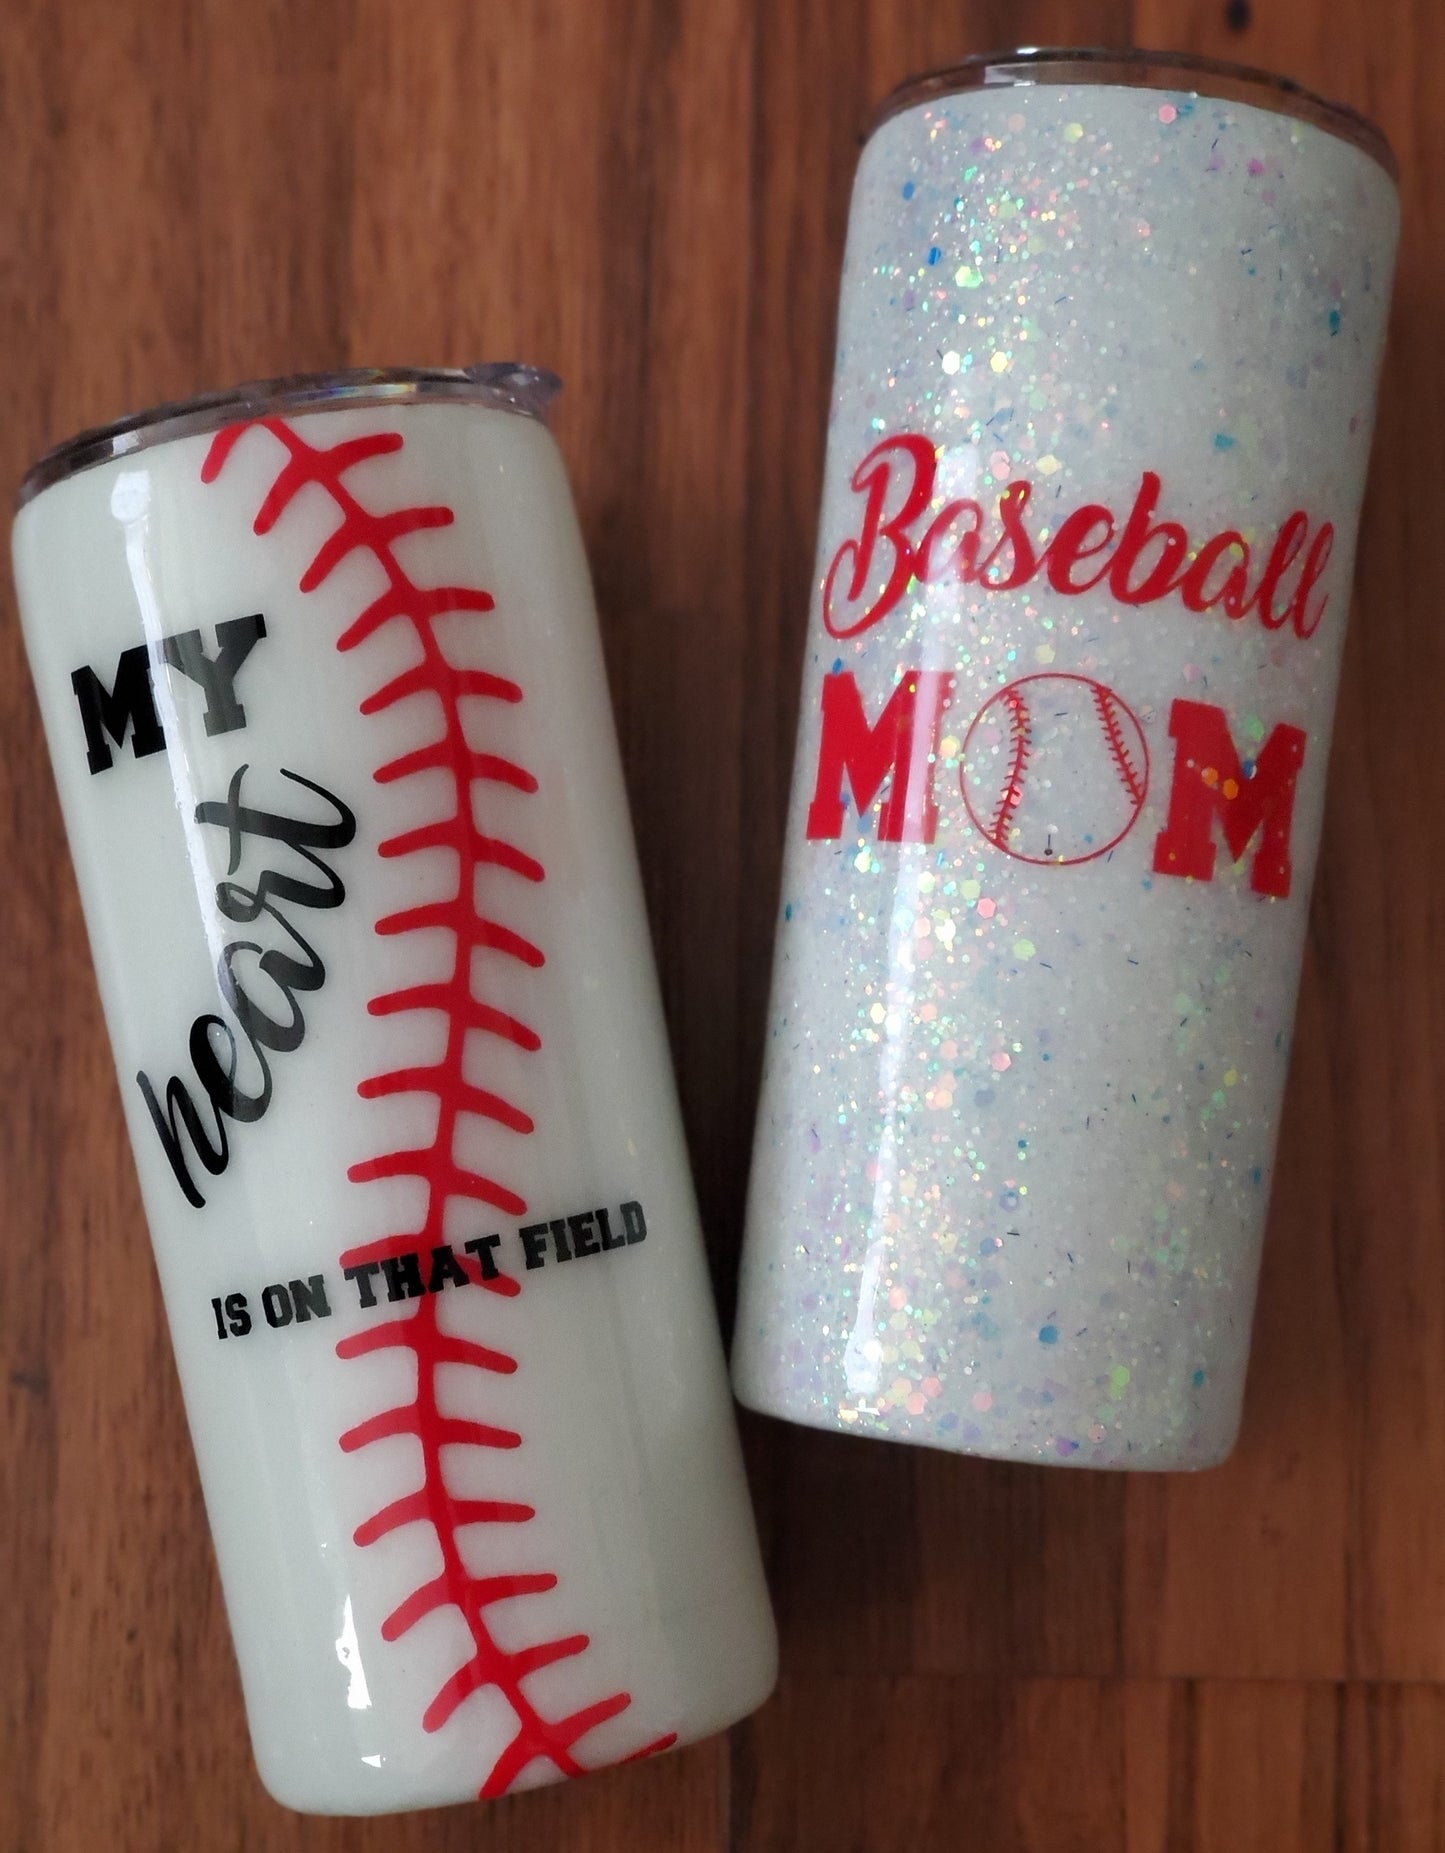 MY
heart
IS ON THAT FIELD
Baseball
MOM